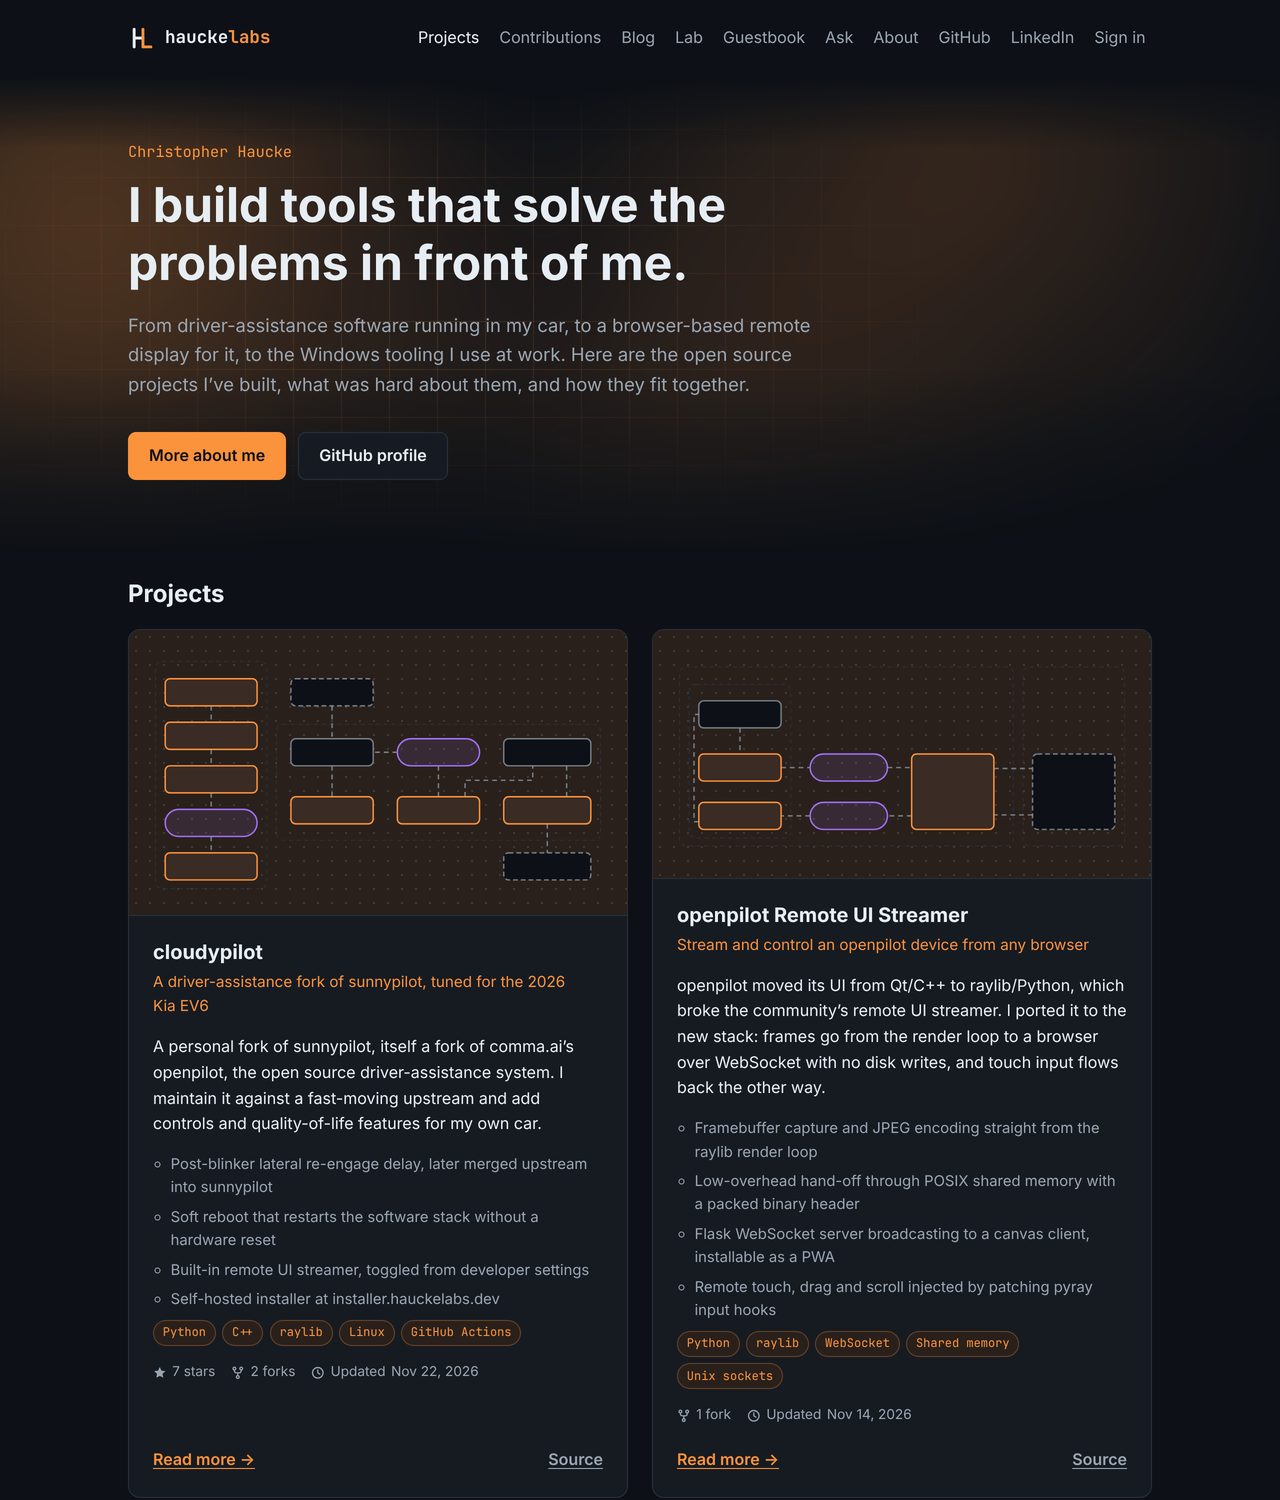 HL haucKelabs
Projects Contributions Blog Lab Guestbook Ask About GitHub LinkedIn Sign in
Christopher Haucke
I build tools that solve the
problems in front of me.
From driver-assistance software running in my car, to a browser-based remote
display for it, to the Windows tooling I use at work. Here are the open source
projects I’ve built, what was hard about them, and how they fit together.
More about me GitHub profile
Projects
cloudypilot
A driver-assistance fork of sunnypilot, tuned for the 2026
Kia EV6
A personal fork of sunnypilot, itself a fork of comma.ai’s
openpilot, the open source driver-assistance system. I
maintain it against a fast-moving upstream and add
controls and quality-of-life features for my own car.
Post-blinker lateral re-engage delay, later merged upstream
into sunnypilot
Soft reboot that restarts the software stack without a
hardware reset
Built-in remote UI streamer, toggled from developer settings
Self-hosted installer at installer.hauckelabs.dev
Python C++ raylib Linux GitHub Actions
7 stars 2 forks Updated Nov 22, 2026
Read more → Source
openpilot Remote UI Streamer
Stream and control an openpilot device from any browser
openpilot moved its UI from Qt/C++ to raylib/Python, which
broke the community’s remote UI streamer. I ported it to the
new stack: frames go from the render loop to a browser
over WebSocket with no disk writes, and touch input flows
back the other way.
Framebuffer capture and JPEG encoding straight from the
raylib render loop
Low-overhead hand-off through POSIX shared memory with
a packed binary header
Flask WebSocket server broadcasting to a canvas client,
installable as a PWA
Remote touch, drag and scroll injected by patching pyray
input hooks
Python raylib WebSocket Shared memory
Unix sockets
1 fork Updated Nov 14, 2026
Read more → Source